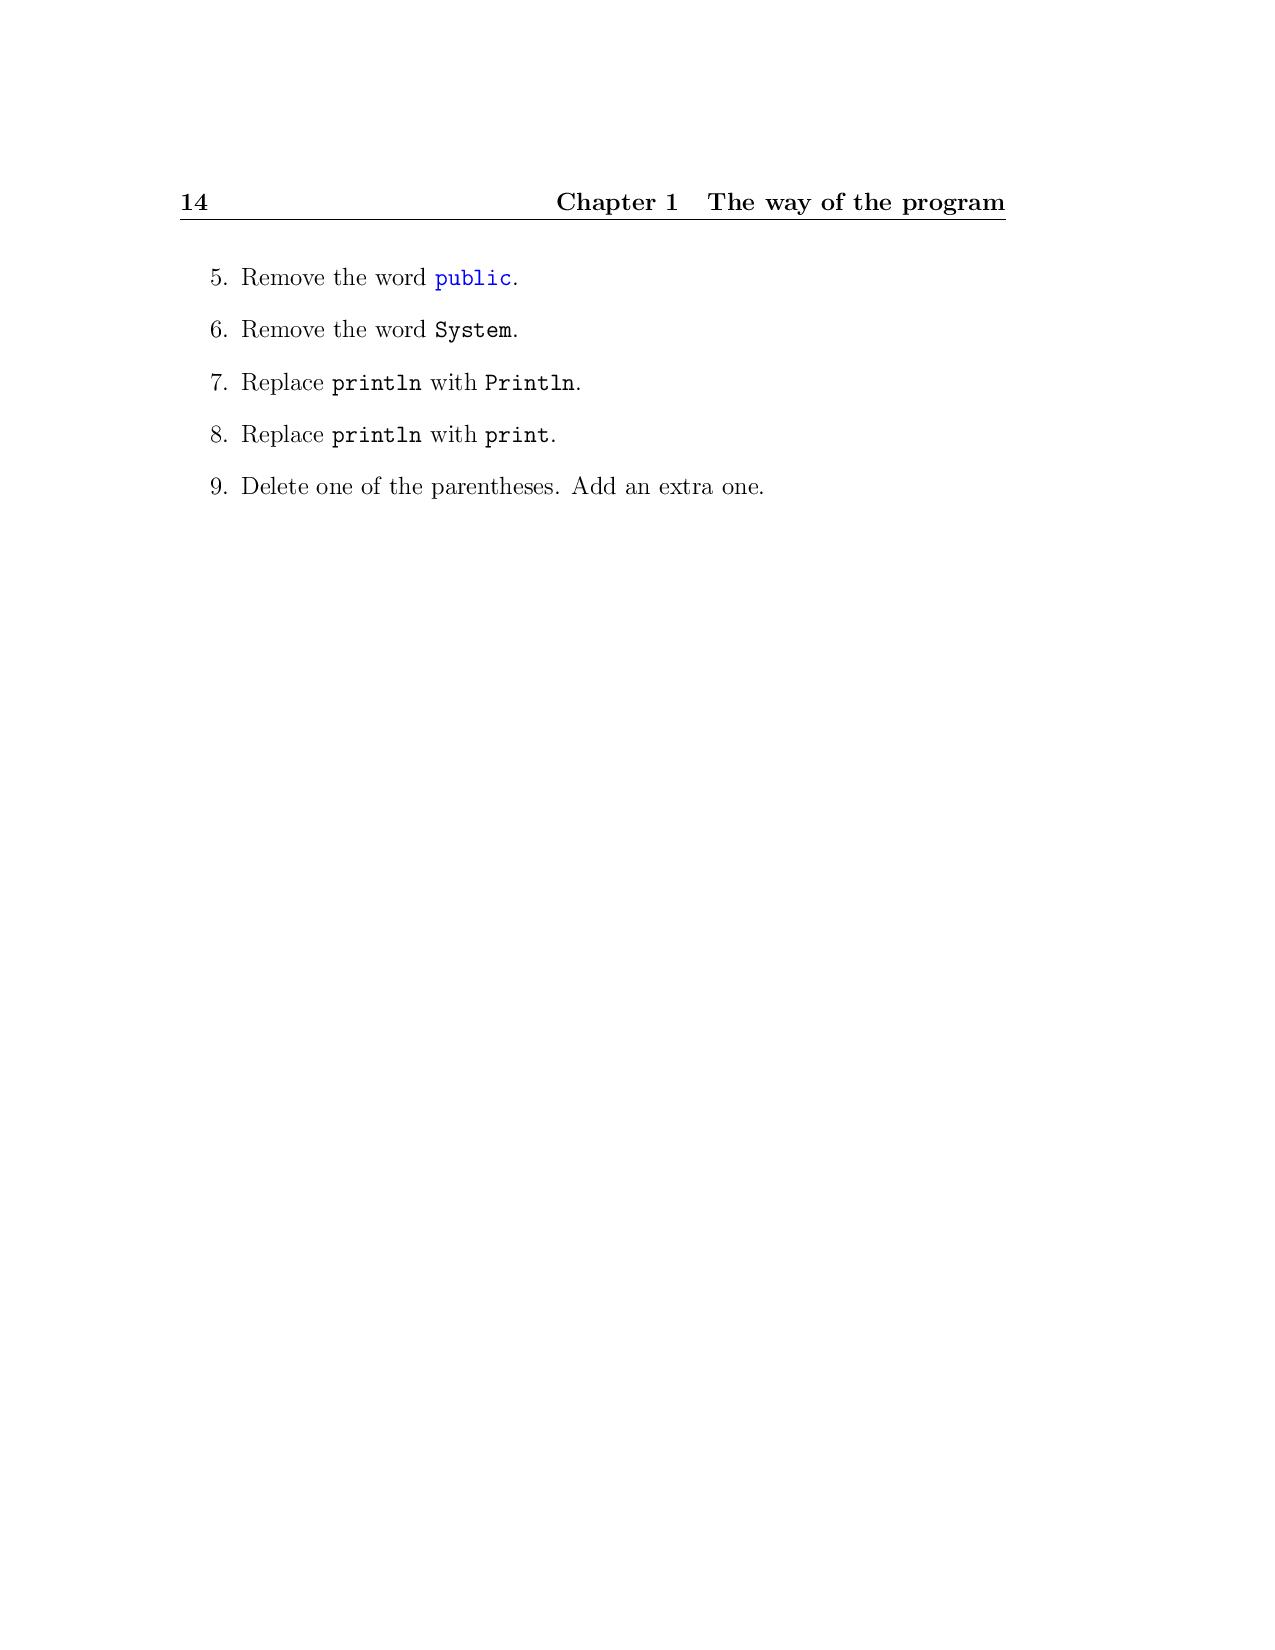 14 Chapter 1 The way of the program
5. Remove the word public.
6. Remove the word System.
7. Replace println with Println.
8. Replace println with print.
9. Delete one of the parentheses. Add an extra one.